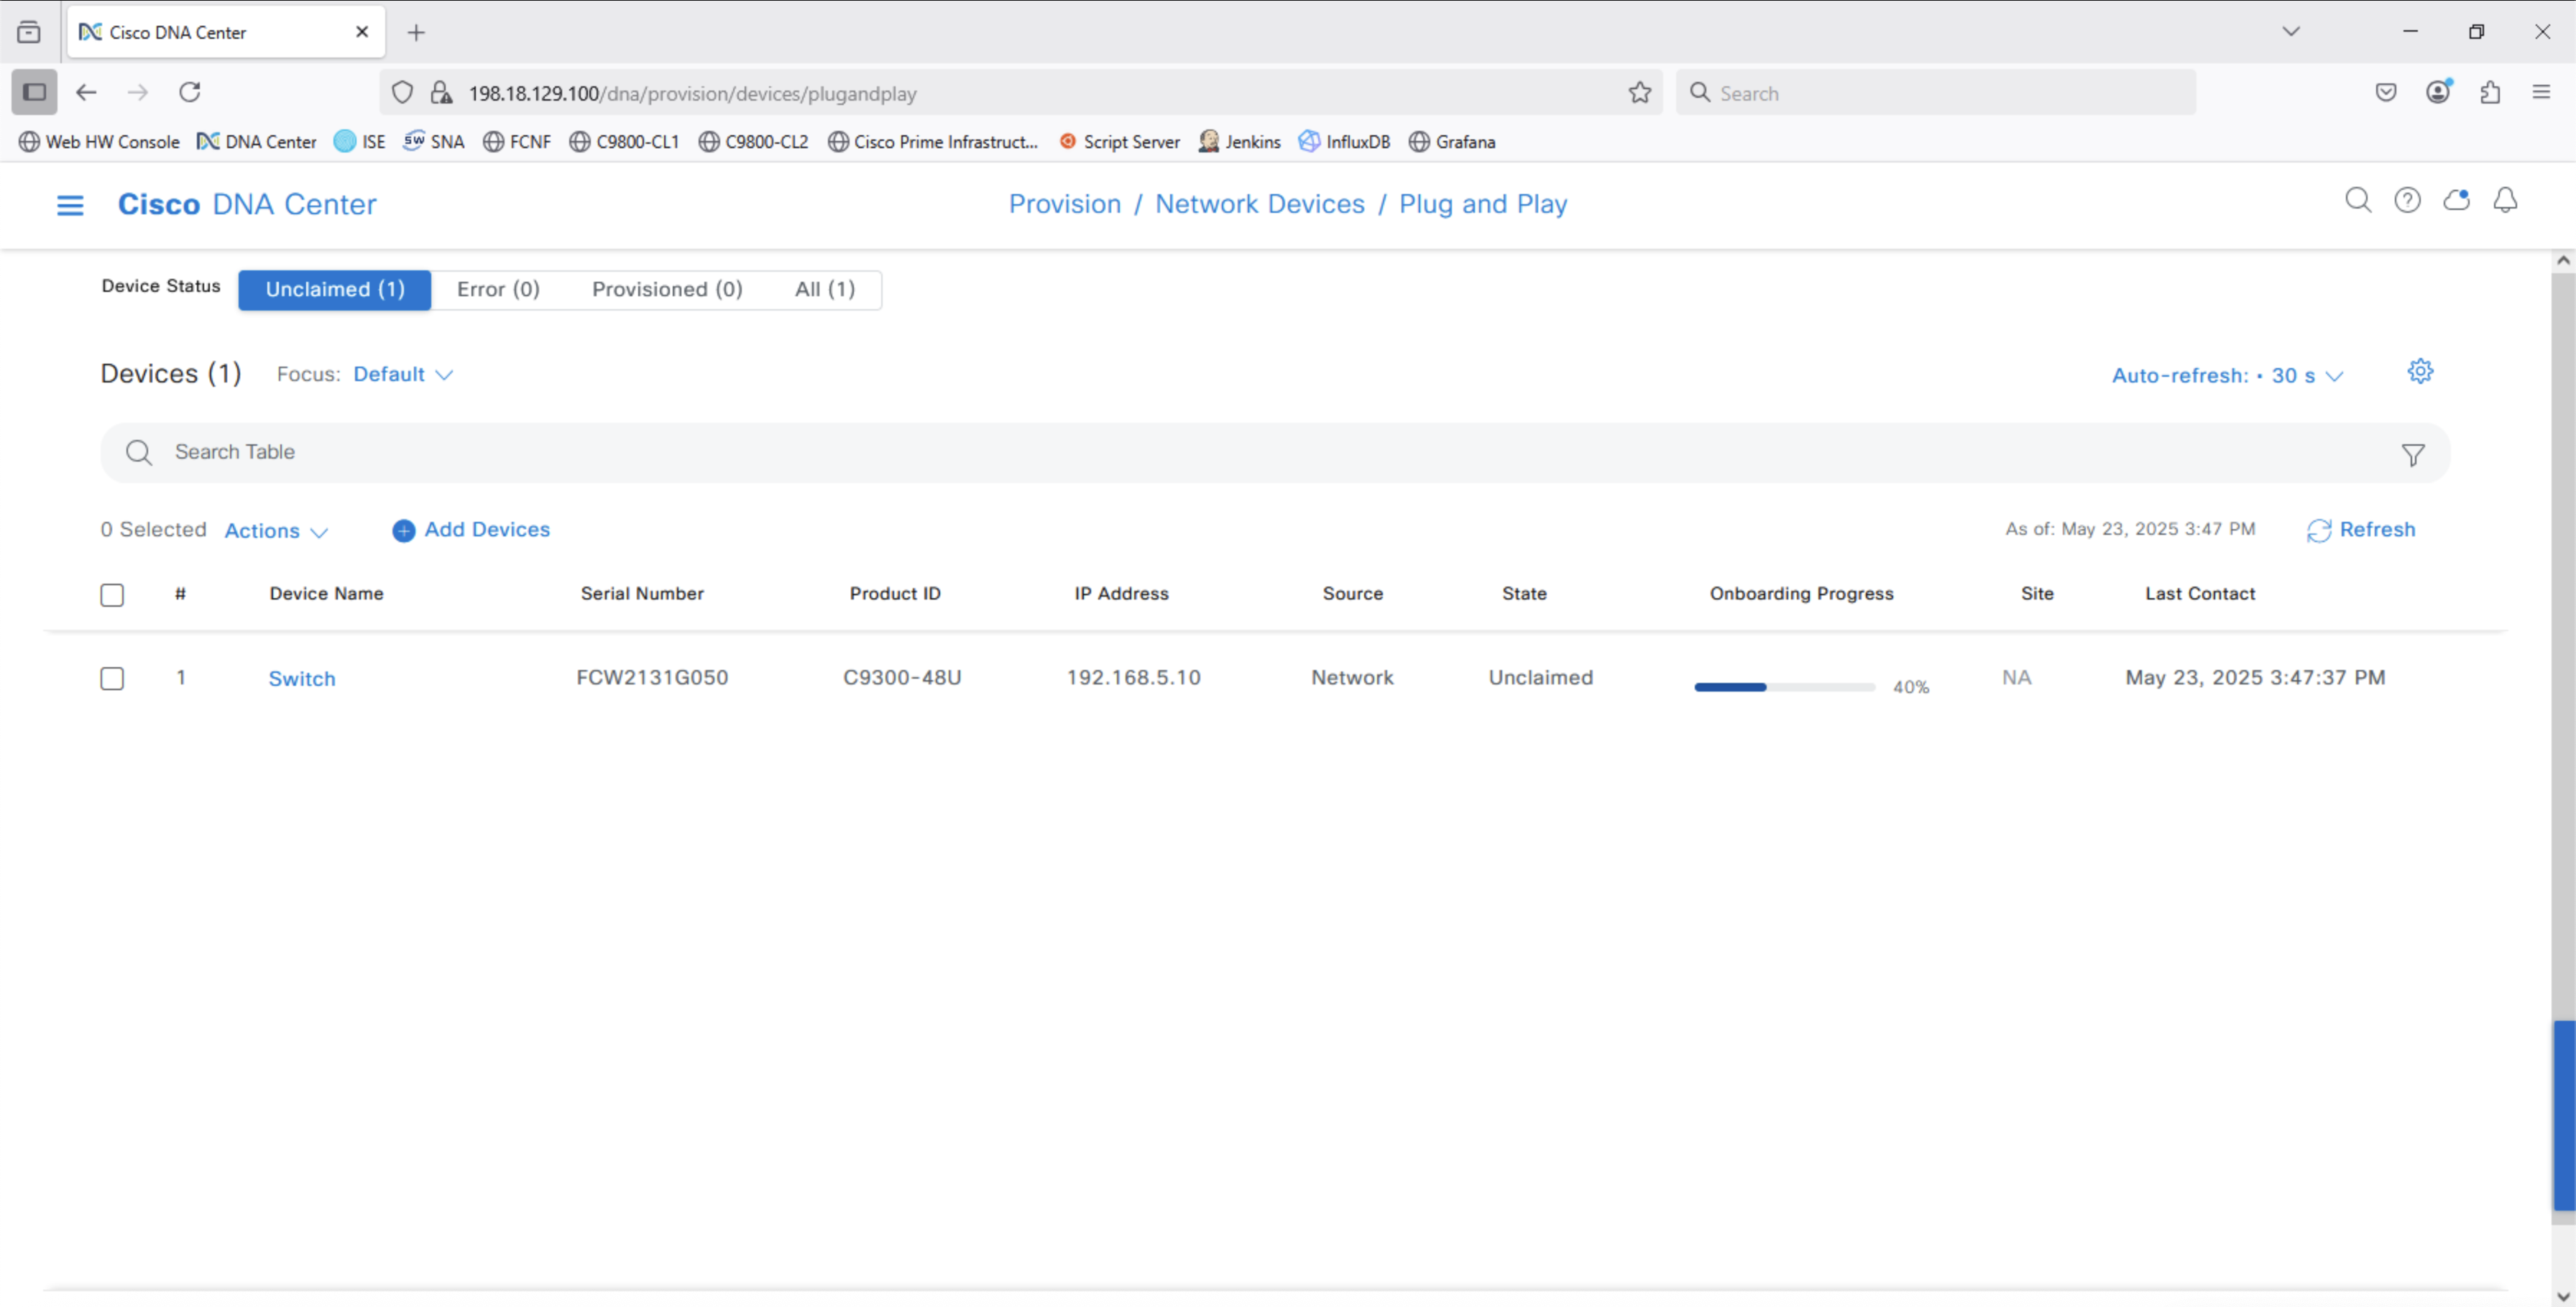 Cisco DNA Center
198.18.129.100/dna/provision/devices/plugandplay
Search
Web HW Console DNA Center ISE SNA FCNF C9800-CL1 C9800-CL2 Cisco Prime Infrastruct... Script Server Jenkins InfluxDB Grafana
Cisco DNA Center
Provision / Network Devices / Plug and Play
Device Status Unclaimed (1) Error (0) Provisioned (0) All (1)
Devices (1) Focus: Default Auto-refresh: • 30 s
Search Table
0 Selected Actions Add Devices As of: May 23, 2025 3:47 PM Refresh
# Device Name Serial Number Product ID IP Address Source State Onboarding Progress Site Last Contact
1 Switch FCW2131G050 C9300-48U 192.168.5.10 Network Unclaimed 40% NA May 23, 2025 3:47:37 PM